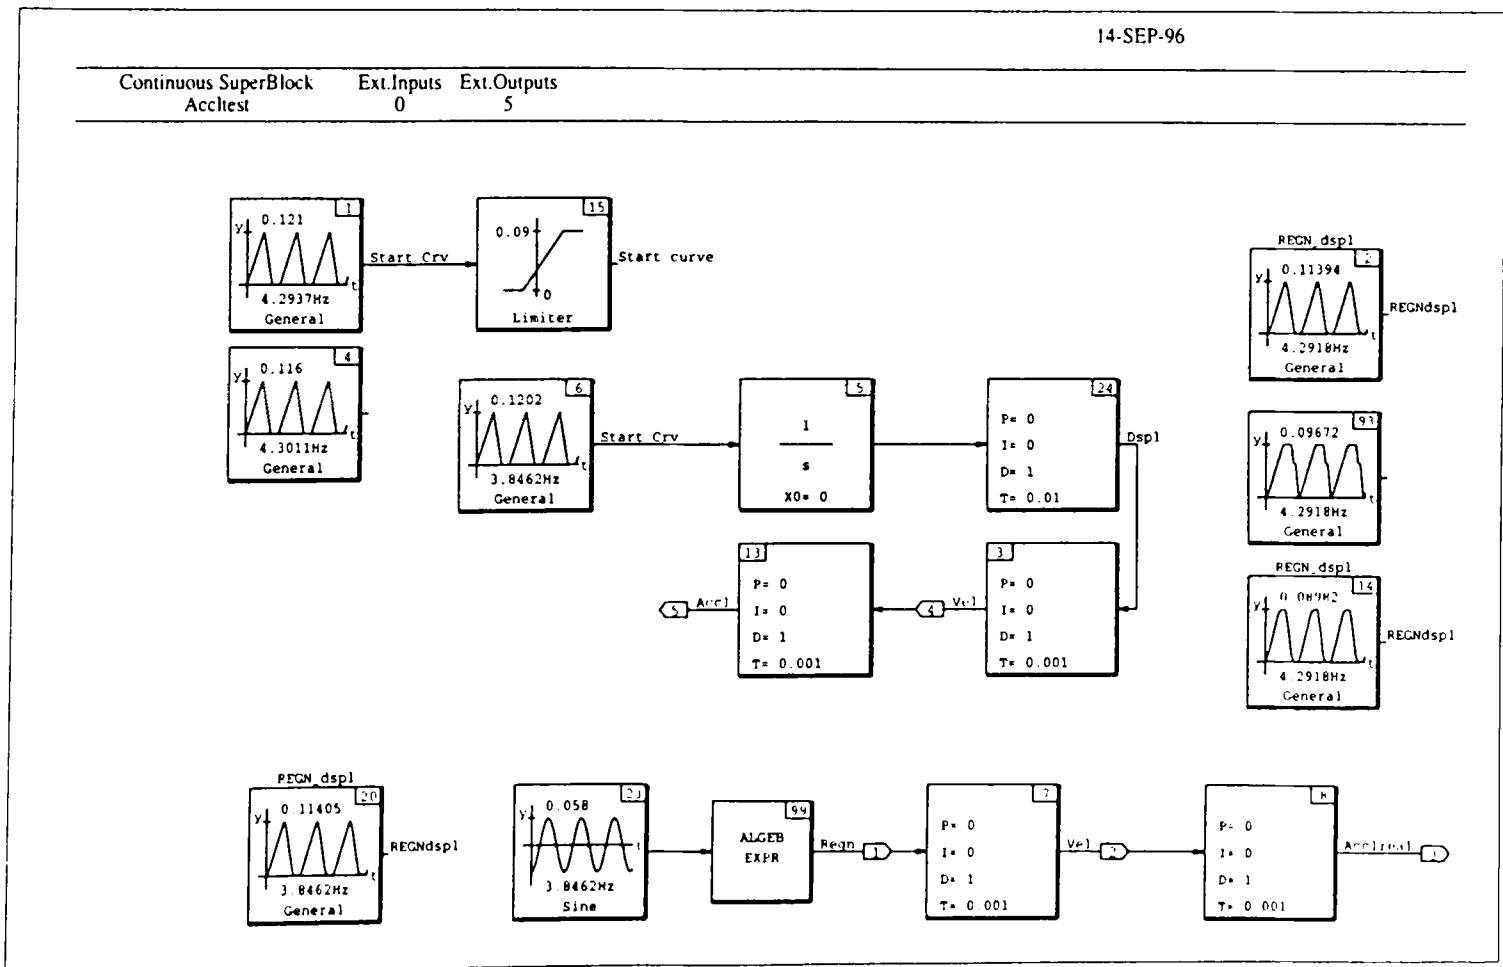 14-SEP-96
Continuous SuperBlock Ext.Inputs Ext.Outputs
Accltest 0 5
1
y 0.121
t
4.2937Hz
General
Start Crv
15
0.09
0
Limiter
Start curve
REGN_dspl
2
y 0.11394
t
4.2918Hz
General
REGNdspl
4
y 0.116
t
4.3011Hz
General
6
y 0.1202
t
3.8462Hz
General
Start Crv
5
1
s
X0= 0
24
P= 0
I= 0
D= 1
T= 0.01
Dspl
93
y 0.09672
t
4.2918Hz
General
13
P= 0
I= 0
D= 1
T= 0.001
5 Accl
3
P= 0
I= 0
D= 1
T= 0.001
4 Vel
REGN_dspl
14
y 0.08982
t
4.2918Hz
General
REGNdspl
REGN_dspl
20
y 0.11405
t
3.8462Hz
General
REGNdspl
23
y 0.058
t
3.8462Hz
Sine
99
ALGEB
EXPR
Regn 1
7
P= 0
I= 0
D= 1
T= 0.001
Vel 2
8
P= 0
I= 0
D= 1
T= 0.001
Acclreal 3